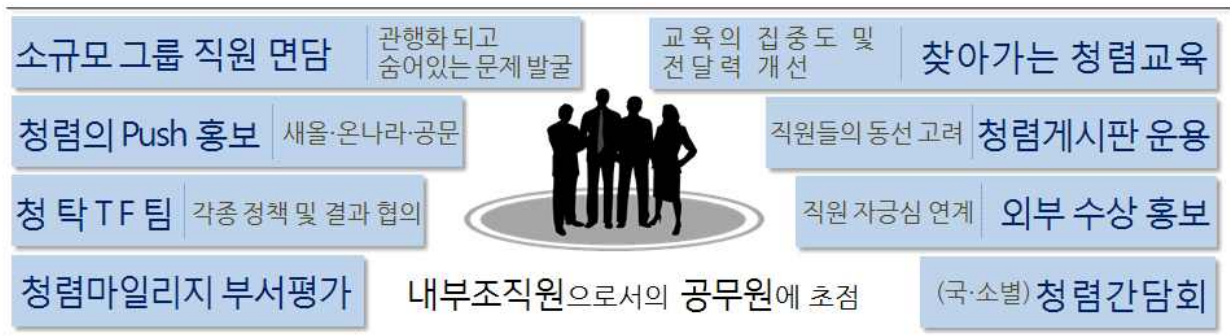 소규모 그룹 직원 면담
관행화 되고
숨어있는 문제 발굴
교육의 집중도 및
전달력 개선
찾아가는 청렴교육
청렴의 Push 홍보
새올·온나라·공문
직원들의 동선 고려
청렴게시판 운용
청탁TF팀
각종 정책 및 결과 협의
직원 자긍심 연계
외부 수상 홍보
청렴마일리지 부서평가
내부조직원으로서의 공무원에 초점
(국·소별) 청렴간담회